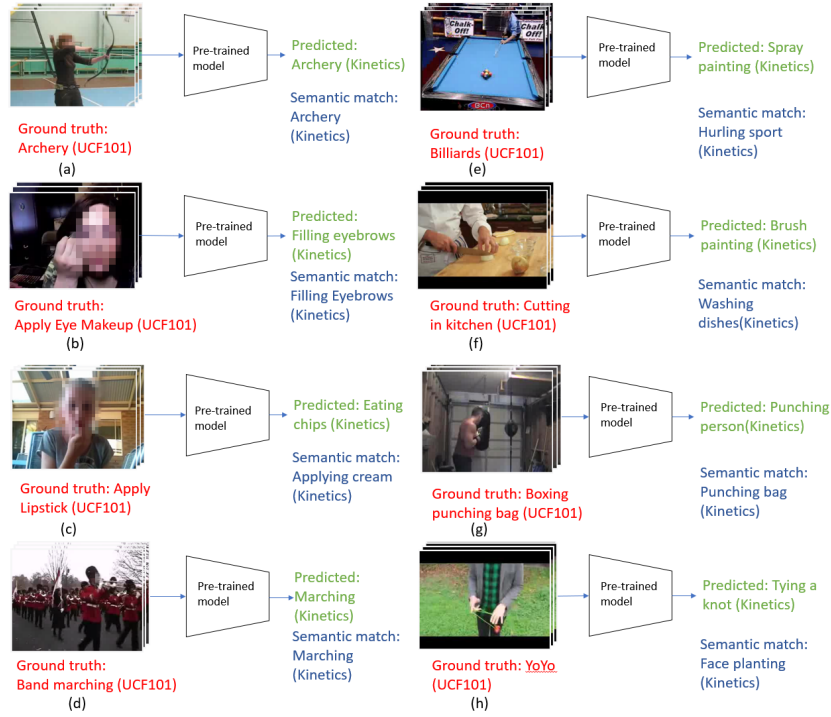 Pre-trained
model
Predicted:
Archery (Kinetics)
Semantic match:
Archery
(Kinetics)
Ground truth:
Archery (UCF101)
(a)
Pre-trained
model
Predicted:
Filling eyebrows
(Kinetics)
Semantic match:
Filling Eyebrows
(Kinetics)
Ground truth:
Apply Eye Makeup (UCF101)
(b)
Pre-trained
model
Predicted: Eating
chips (Kinetics)
Semantic match:
Applying cream
(Kinetics)
Ground truth: Apply
Lipstick (UCF101)
(c)
Pre-trained
model
Predicted:
Marching
(Kinetics)
Semantic match:
Marching
(Kinetics)
Ground truth:
Band marching (UCF101)
(d)
Chalk-
Off!
Chalk
Off!
BCn
Pre-trained
model
Predicted: Spray
painting (Kinetics)
Semantic match:
Hurling sport
(Kinetics)
Ground truth:
Billiards (UCF101)
(e)
Pre-trained
model
Predicted: Brush
painting (Kinetics)
Semantic match:
Washing
dishes(Kinetics)
Ground truth: Cutting
in kitchen (UCF101)
(f)
Pre-trained
model
Predicted: Punching
person(Kinetics)
Semantic match:
Punching bag
(Kinetics)
Ground truth: Boxing
punching bag (UCF101)
(g)
Pre-trained
model
Predicted: Tying a
knot (Kinetics)
Semantic match:
Face planting
(Kinetics)
Ground truth: YoYo
(UCF101)
(h)